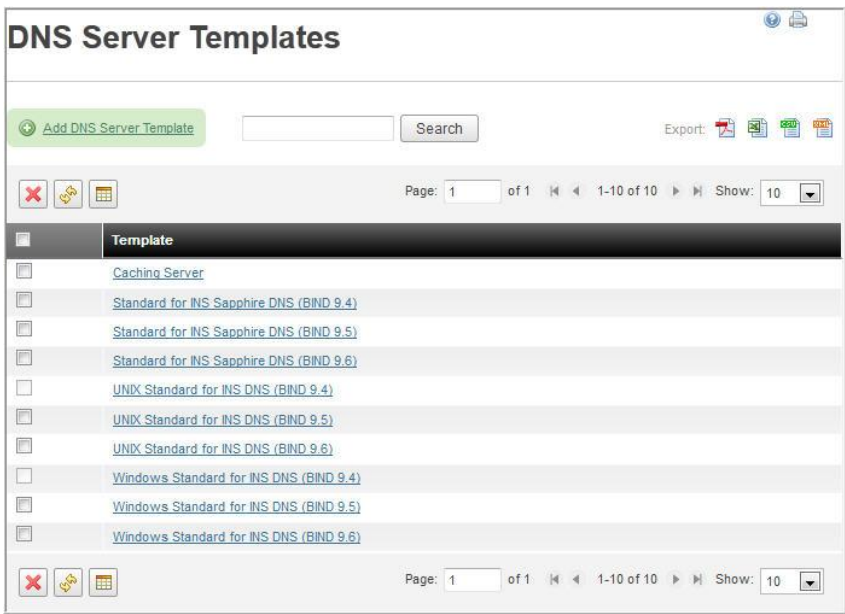 DNS Server Templates
Add DNS Server Template Search Export:
Page: 1 of 1 1-10 of 10 Show: 10
Template
Caching Server
Standard for INS Sapphire DNS (BIND 9.4)
Standard for INS Sapphire DNS (BIND 9.5)
Standard for INS Sapphire DNS (BIND 9.6)
UNIX Standard for INS DNS (BIND 9.4)
UNIX Standard for INS DNS (BIND 9.5)
UNIX Standard for INS DNS (BIND 9.6)
Windows Standard for INS DNS (BIND 9.4)
Windows Standard for INS DNS (BIND 9.5)
Windows Standard for INS DNS (BIND 9.6)
Page: 1 of 1 1-10 of 10 Show: 10